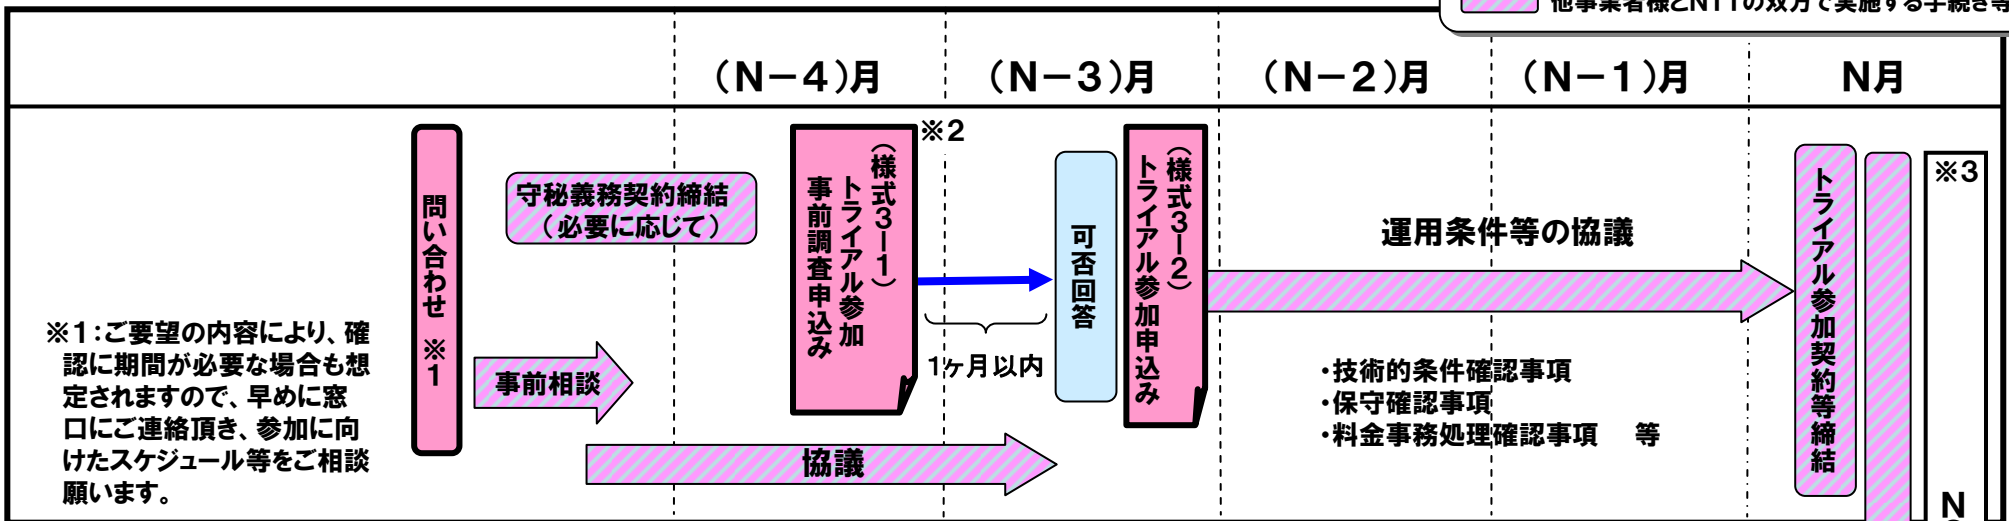 他事業者様とNTTの双方で実施する手続き等
(N－4)月
(N－3)月
(N－2)月
(N－1)月
N月
問い合わせ ※1
守秘義務契約締結
(必要に応じて)
事前相談
協議
※2
(様式3－1)
トライアル参加
事前調査申込み
1ヶ月以内
可否回答
(様式3－2)
トライアル参加申込み
運用条件等の協議
・技術的条件確認事項
・保守確認事項
・料金事務処理確認事項　等
トライアル参加契約等締結
※3
N
※1:ご要望の内容により、確
認に期間が必要な場合も想
定されますので、早めに窓
口にご連絡頂き、参加に向
けたスケジュール等をご相談
願います。